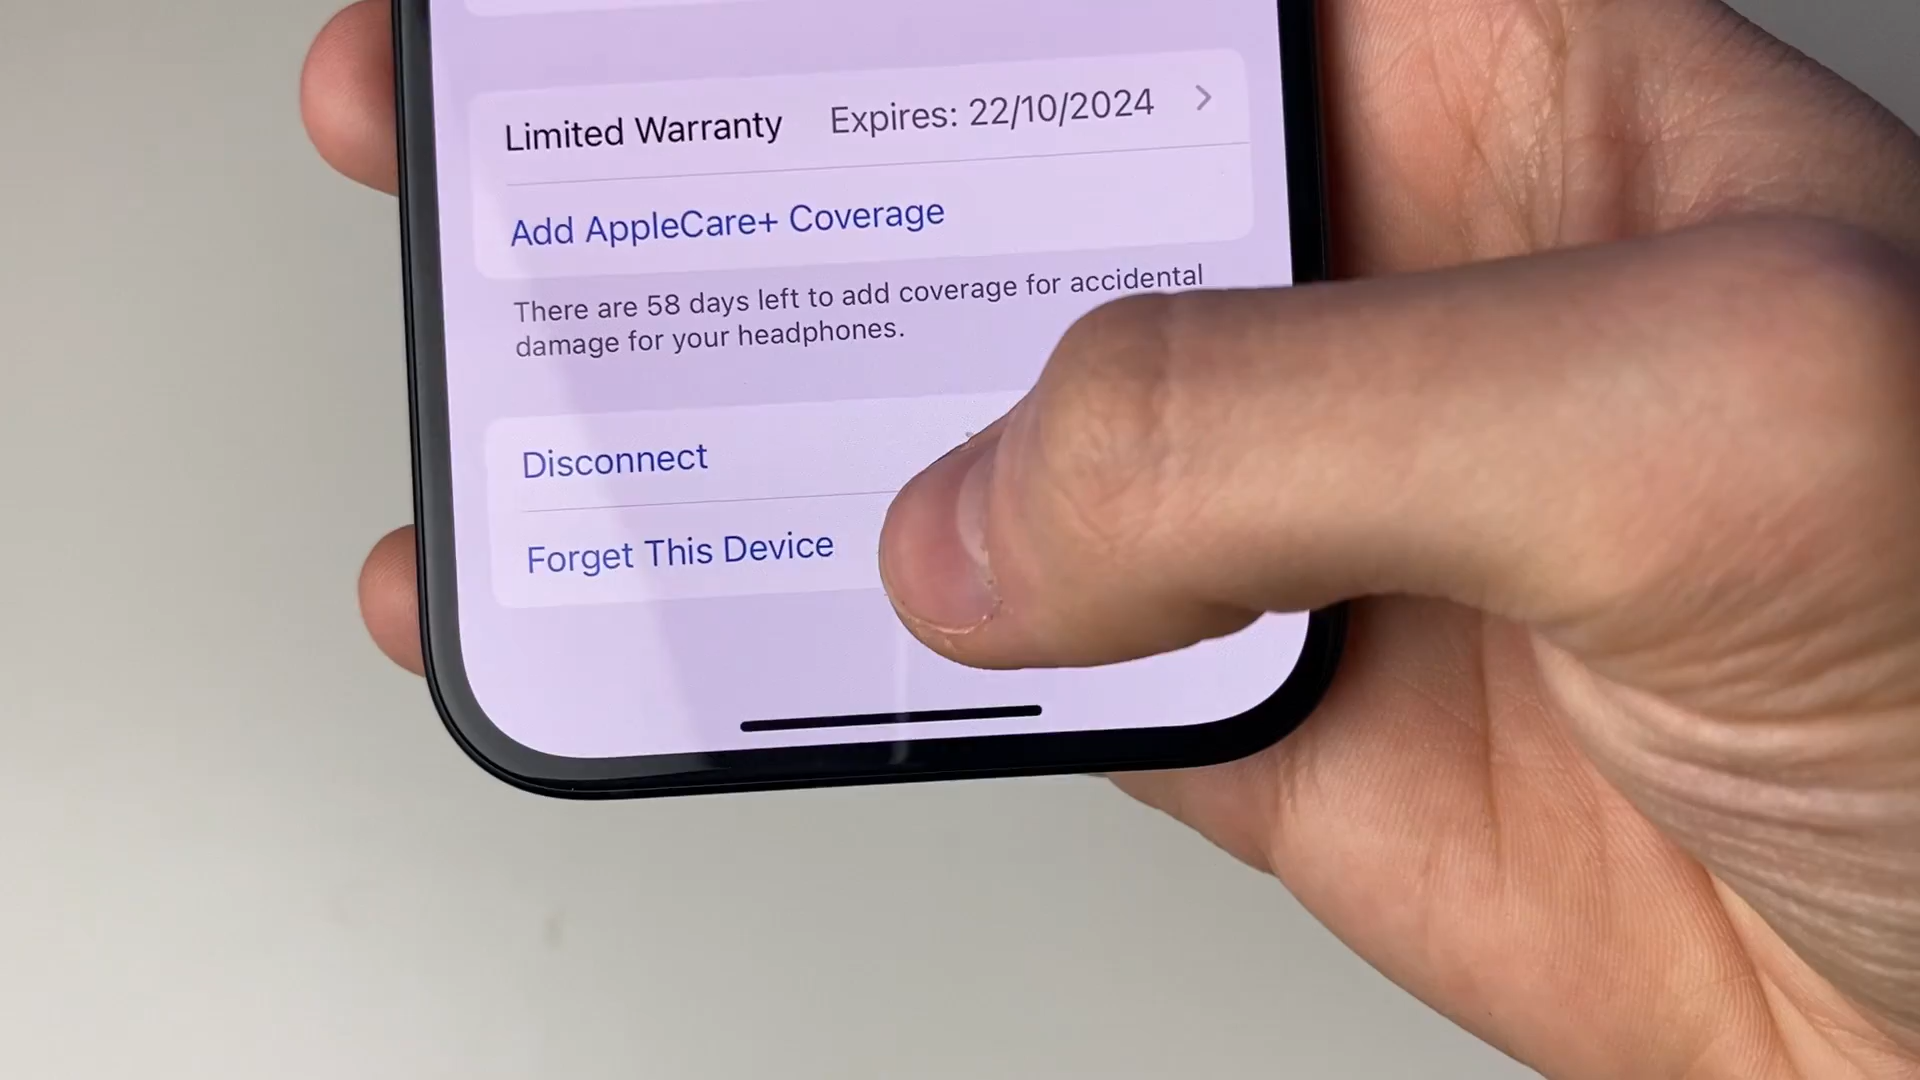 Limited Warranty Expires: 22/10/2024
Add AppleCare+ Coverage
There are 58 days left to add coverage for accidental
damage for your headphones.
Disconnect
Forget This Device